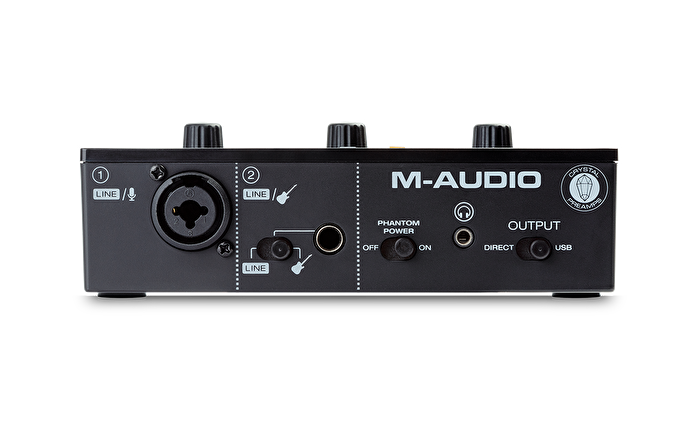 1
LINE /
2
LINE /
LINE
M-AUDIO
CRYSTAL
PREAMPS
PHANTOM
POWER
OFF ON
OUTPUT
DIRECT USB